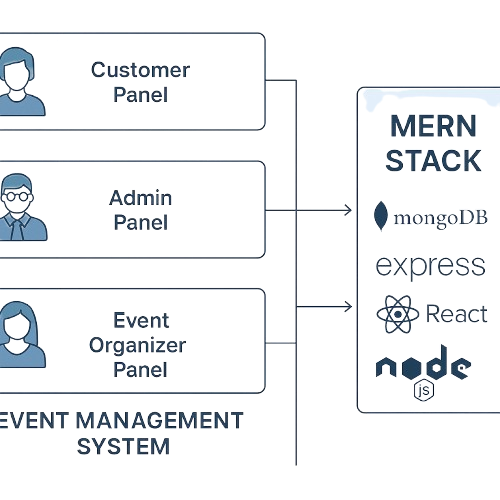 Customer
Panel
Admin
Panel
Event
Organizer
Panel
EVENT MANAGEMENT
SYSTEM
MERN
STACK
mongoDB
express
React
node
js